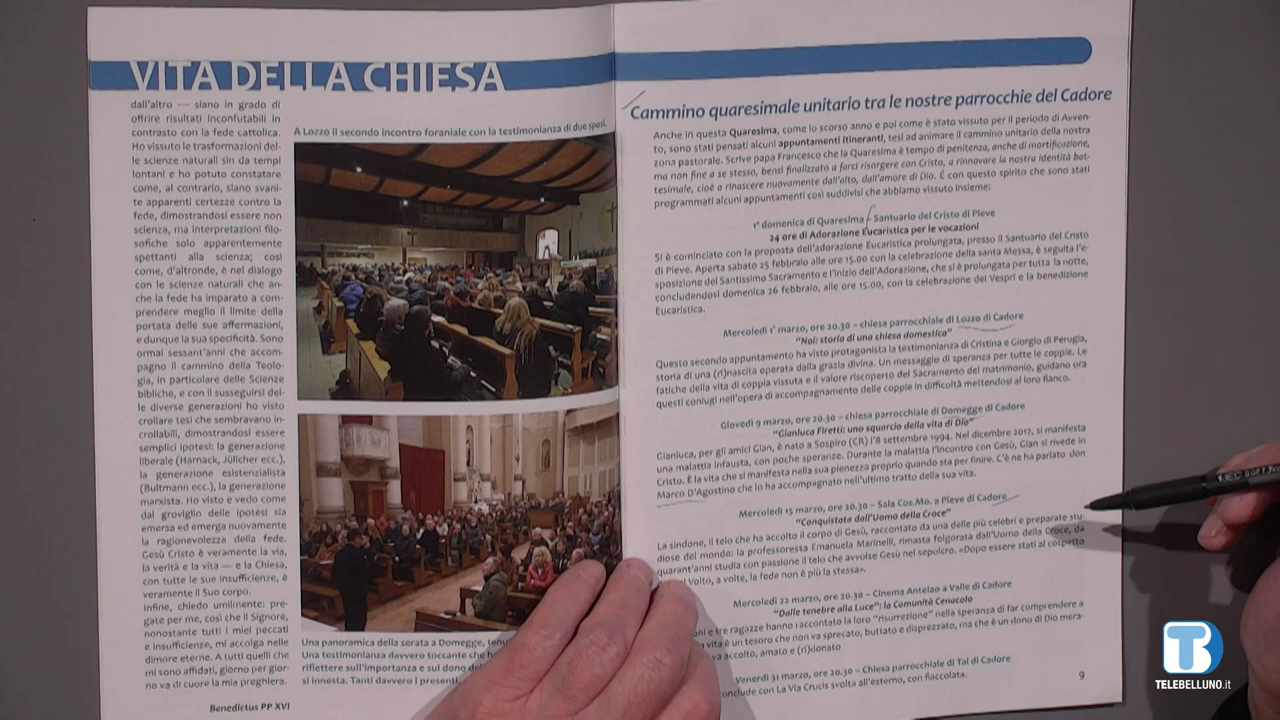 VITA DELLA CHIESA
dall'altro — siano in grado di
offrire risultati inconfutabili in
contrasto con la fede cattolica.
Ho vissuto le trasformazioni del-
le scienze naturali sin da tempi
lontani e ho potuto constatare
come, al contrario, siano svani-
te apparenti certezze contro la
fede, dimostrandosi essere non
scienza, ma interpretazioni filo-
sofiche solo apparentemente
spettanti alla scienza; così
come, d'altronde, è nel dialogo
con le scienze naturali che an-
che la fede ha imparato a com-
prendere meglio il limite della
portata delle sue affermazioni,
e dunque la sua specificità. Sono
ormai sessant'anni che accom-
pagno il cammino della Teolo-
gia, in particolare delle Scienze
bibliche, e con il susseguirsi del-
le diverse generazioni ho visto
crollare tesi che sembravano in-
crollabili, dimostrandosi essere
semplici ipotesi: la generazione
liberale (Harnack, Jülicher ecc.),
la generazione esistenzialista
(Bultmann ecc.), la generazione
marxista. Ho visto e vedo come
dal groviglio delle ipotesi sia
emersa ed emerga nuovamente
la ragionevolezza della fede.
Gesù Cristo è veramente la via,
la verità e la vita — e la Chiesa,
con tutte le sue insufficienze, è
veramente il Suo corpo.
Infine, chiedo umilmente: pre-
gate per me, così che il Signore,
nonostante tutti i miei peccati
e insufficienze, mi accolga nelle
dimore eterne. A tutti quelli che
mi sono affidati, giorno per gior-
no va di cuore la mia preghiera.
Benedictus PP XVI
A Lozzo il secondo incontro foraniale con la testimonianza di due sposi.
Una panoramica della serata a Domegge,
Una testimonianza davvero toccante che
riflettere sull'importanza e sul dono
si innesta. Tanti davvero i presenti,
Cammino quaresimale unitario tra le nostre parrocchie del Cadore
Anche in questa Quaresima, come lo scorso anno e poi come è stato vissuto per il periodo di Avven-
to, sono stati pensati alcuni appuntamenti itineranti, tesi ad animare il cammino unitario della nostra
zona pastorale. Scrive papa Francesco che la Quaresima è tempo di penitenza, anche di mortificazione,
ma non fine a se stesso, bensì finalizzato a farci risorgere con Cristo, a rinnovare la nostra identità bat-
tesimale, cioè a rinascere nuovamente dall'alto, dall'amore di Dio. È con questo spirito che sono stati
programmati alcuni appuntamenti così suddivisi che abbiamo vissuto insieme:
1ª domenica di Quaresima – Santuario del Cristo di Pieve
24 ore di Adorazione Eucaristica per le vocazioni
Si è cominciato con la proposta dell'adorazione Eucaristica prolungata, presso il Santuario del Cristo
di Pieve. Aperta sabato 25 febbraio alle ore 15.00 con la celebrazione della santa Messa, è seguita l'e-
sposizione del Santissimo Sacramento e l'inizio dell'Adorazione, che si è prolungata per tutta la notte,
concludendosi domenica 26 febbraio, alle ore 15.00, con la celebrazione dei Vespri e la benedizione
Eucaristica.
Mercoledì 1° marzo, ore 20.30 – chiesa parrocchiale di Lozzo di Cadore
"Noi: storia di una chiesa domestica"
Questo secondo appuntamento ha visto protagonista la testimonianza di Cristina e Giorgio di Perugia,
storia di una (ri)nascita operata dalla grazia divina. Un messaggio di speranza per tutte le coppie. Le
fatiche della vita di coppia vissuta e il valore riscoperto del Sacramento del matrimonio, guidano ora
questi coniugi nell'opera di accompagnamento delle coppie in difficoltà mettendosi al loro fianco.
Giovedì 9 marzo, ore 20.30 – chiesa parrocchiale di Domegge di Cadore
"Gianluca Firetti: uno squarcio della vita di Dio"
Gianluca, per gli amici Gian, è nato a Sospiro (CR) l'8 settembre 1994. Nel dicembre 2012, si manifesta
una malattia infausta, con poche speranze. Durante la malattia l'incontro con Gesù, Gian si rivede in
Cristo. È la vita che si manifesta nella sua pienezza proprio quando sta per finire. C'è ne ha parlato don
Marco D'Agostino che lo ha accompagnato nell'ultimo tratto della sua vita.
Mercoledì 15 marzo, ore 20.30 – Sala Cos.Mo. a Pieve di Cadore
"Conquistata dall'Uomo della Croce"
La sindone, il telo che ha accolto il corpo di Gesù, raccontato da una delle più celebri e preparate stu-
diose del mondo: la professoressa Emanuela Marinelli, rimasta folgorata dall'Uomo della Croce, da
quarant'anni studia con passione il telo che avvolse Gesù nel sepolcro. «Dopo essere stati al cospetto
Volto, a volte, la fede non è più la stessa».
Mercoledì 22 marzo, ore 20.30 – Cinema Antelao a Valle di Cadore
"Dalle tenebre alla Luce": la Comunità Cenacolo
e tre ragazze hanno raccontato la loro "risurrezione" nella speranza di far comprendere a
vita è un tesoro che non va sprecato, buttato e disprezzato, ma che è un dono di Dio mera-
va accolto, amato e (ri)donato
Venerdì 31 marzo, ore 20.30 – Chiesa parrocchiale di Tai di Cadore
conclude con La Via Crucis svolta all'esterno, con fiaccolata.
9
TELEBELLUNO.it